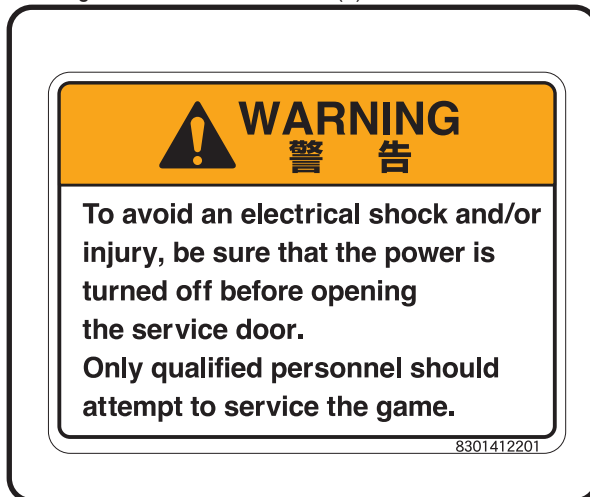 WARNING
警 告
To avoid an electrical shock and/or
injury, be sure that the power is
turned off before opening
the service door.
Only qualified personnel should
attempt to service the game.
8301412201